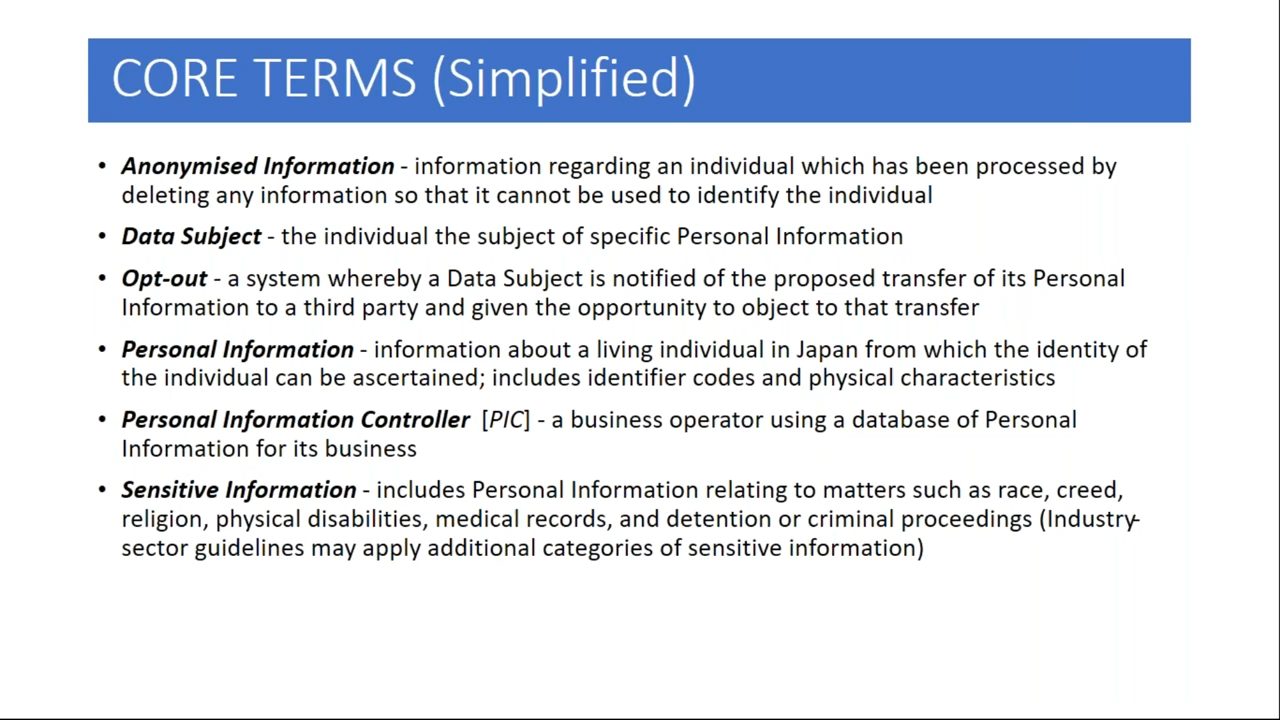 CORE TERMS (Simplified)
• Anonymised Information - information regarding an individual which has been processed by
deleting any information so that it cannot be used to identify the individual
• Data Subject - the individual the subject of specific Personal Information
• Opt-out - a system whereby a Data Subject is notified of the proposed transfer of its Personal
Information to a third party and given the opportunity to object to that transfer
• Personal Information - information about a living individual in Japan from which the identity of
the individual can be ascertained; includes identifier codes and physical characteristics
• Personal Information Controller [PIC] - a business operator using a database of Personal
Information for its business
• Sensitive Information - includes Personal Information relating to matters such as race, creed,
religion, physical disabilities, medical records, and detention or criminal proceedings (Industry-
sector guidelines may apply additional categories of sensitive information)